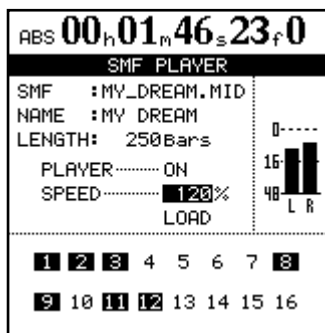 ABS 00h01m46s23f0
SMF PLAYER
SMF :MY_DREAM.MID
NAME :MY DREAM
LENGTH: 250Bars
PLAYER ON
SPEED 120%
LOAD
0
16
48
L R
1 2 3 4 5 6 7 8
9 10 11 12 13 14 15 16